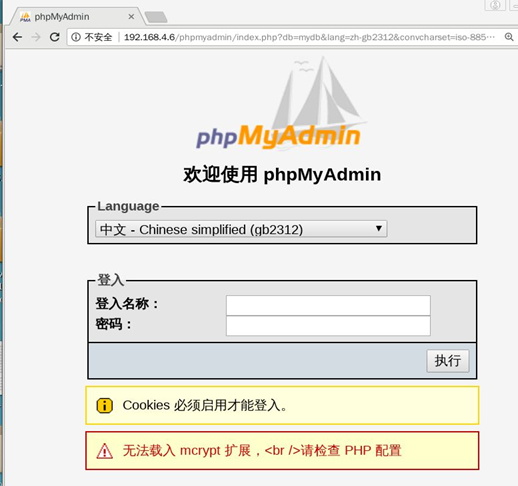 phpMyAdmin
不安全
192.168.4.6/phpmyadmin/index.php?db=mydb&lang=zh-gb2312&convcharset=iso-885…
phpMyAdmin
欢迎使用 phpMyAdmin
Language
中文 - Chinese simplified (gb2312)
登入
登入名称：
密码：
执行
Cookies 必须启用才能登入。
无法载入 mcrypt 扩展，<br />请检查 PHP 配置